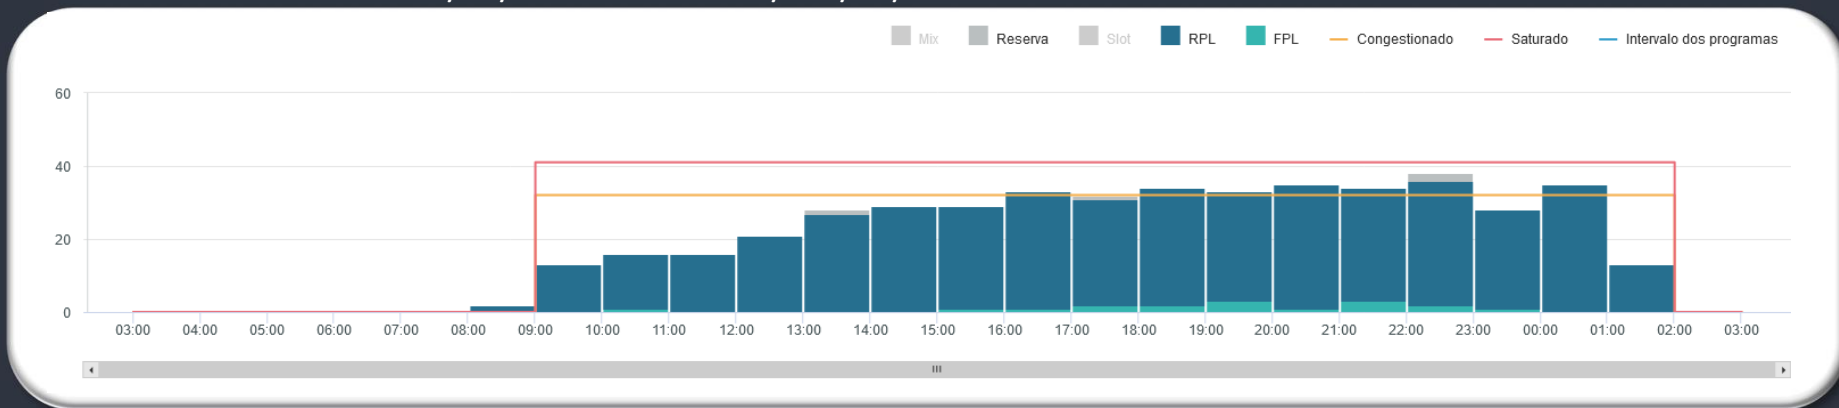 Mix Reserva Slot RPL FPL Congestionado Saturado Intervalo dos programas
60
40
20
0
03:00 04:00 05:00 06:00 07:00 08:00 09:00 10:00 11:00 12:00 13:00 14:00 15:00 16:00 17:00 18:00 19:00 20:00 21:00 22:00 23:00 00:00 01:00 02:00 03:00